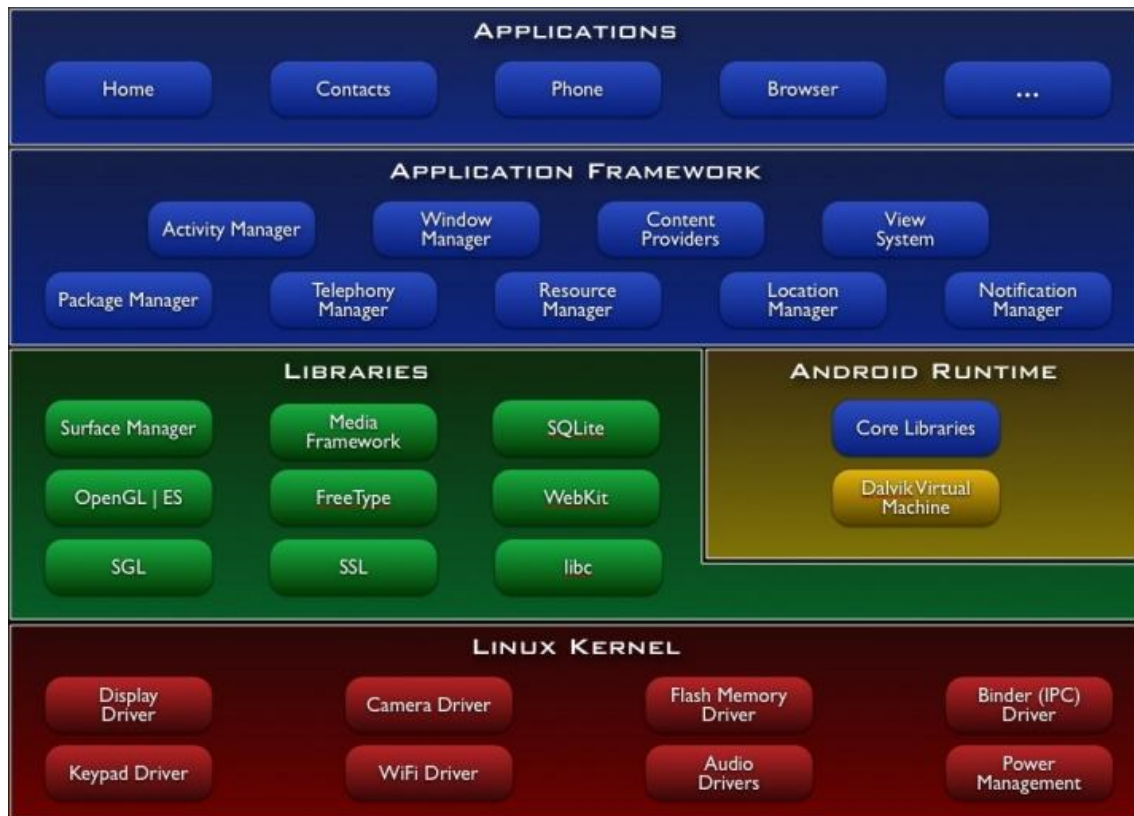 APPLICATIONS
Home
Contacts
Phone
Browser
...
APPLICATION FRAMEWORK
Activity Manager
Window
Manager
Content
Providers
View
System
Package Manager
Telephony
Manager
Resource
Manager
Location
Manager
Notification
Manager
LIBRARIES
Surface Manager
Media
Framework
SQLite
OpenGL | ES
FreeType
WebKit
SGL
SSL
libc
ANDROID RUNTIME
Core Libraries
Dalvik Virtual
Machine
LINUX KERNEL
Display
Driver
Camera Driver
Flash Memory
Driver
Binder (IPC)
Driver
Keypad Driver
WiFi Driver
Audio
Drivers
Power
Management